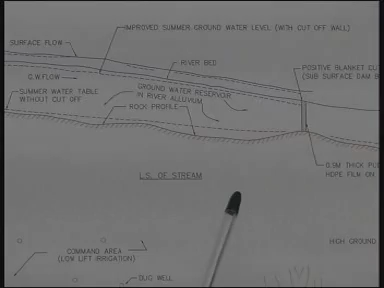 IMPROVED SUMMER GROUND WATER LEVEL (WITH CUT OFF WALL)
SURFACE FLOW
RIVER BED
POSITIVE BLANKET
(SUB SURFACE DAM
G.W.FLOW
SUMMER WATER TABLE
WITHOUT CUT OFF
GROUND WATER RESERVOIR
IN RIVER ALLUVIUM
ROCK PROFILE
0.5M THICK
HDPE FILM ON
L.S. OF STREAM
COMMAND AREA
(LOW LIFT IRRIGATION)
HIGH GROUND
DUG WELL